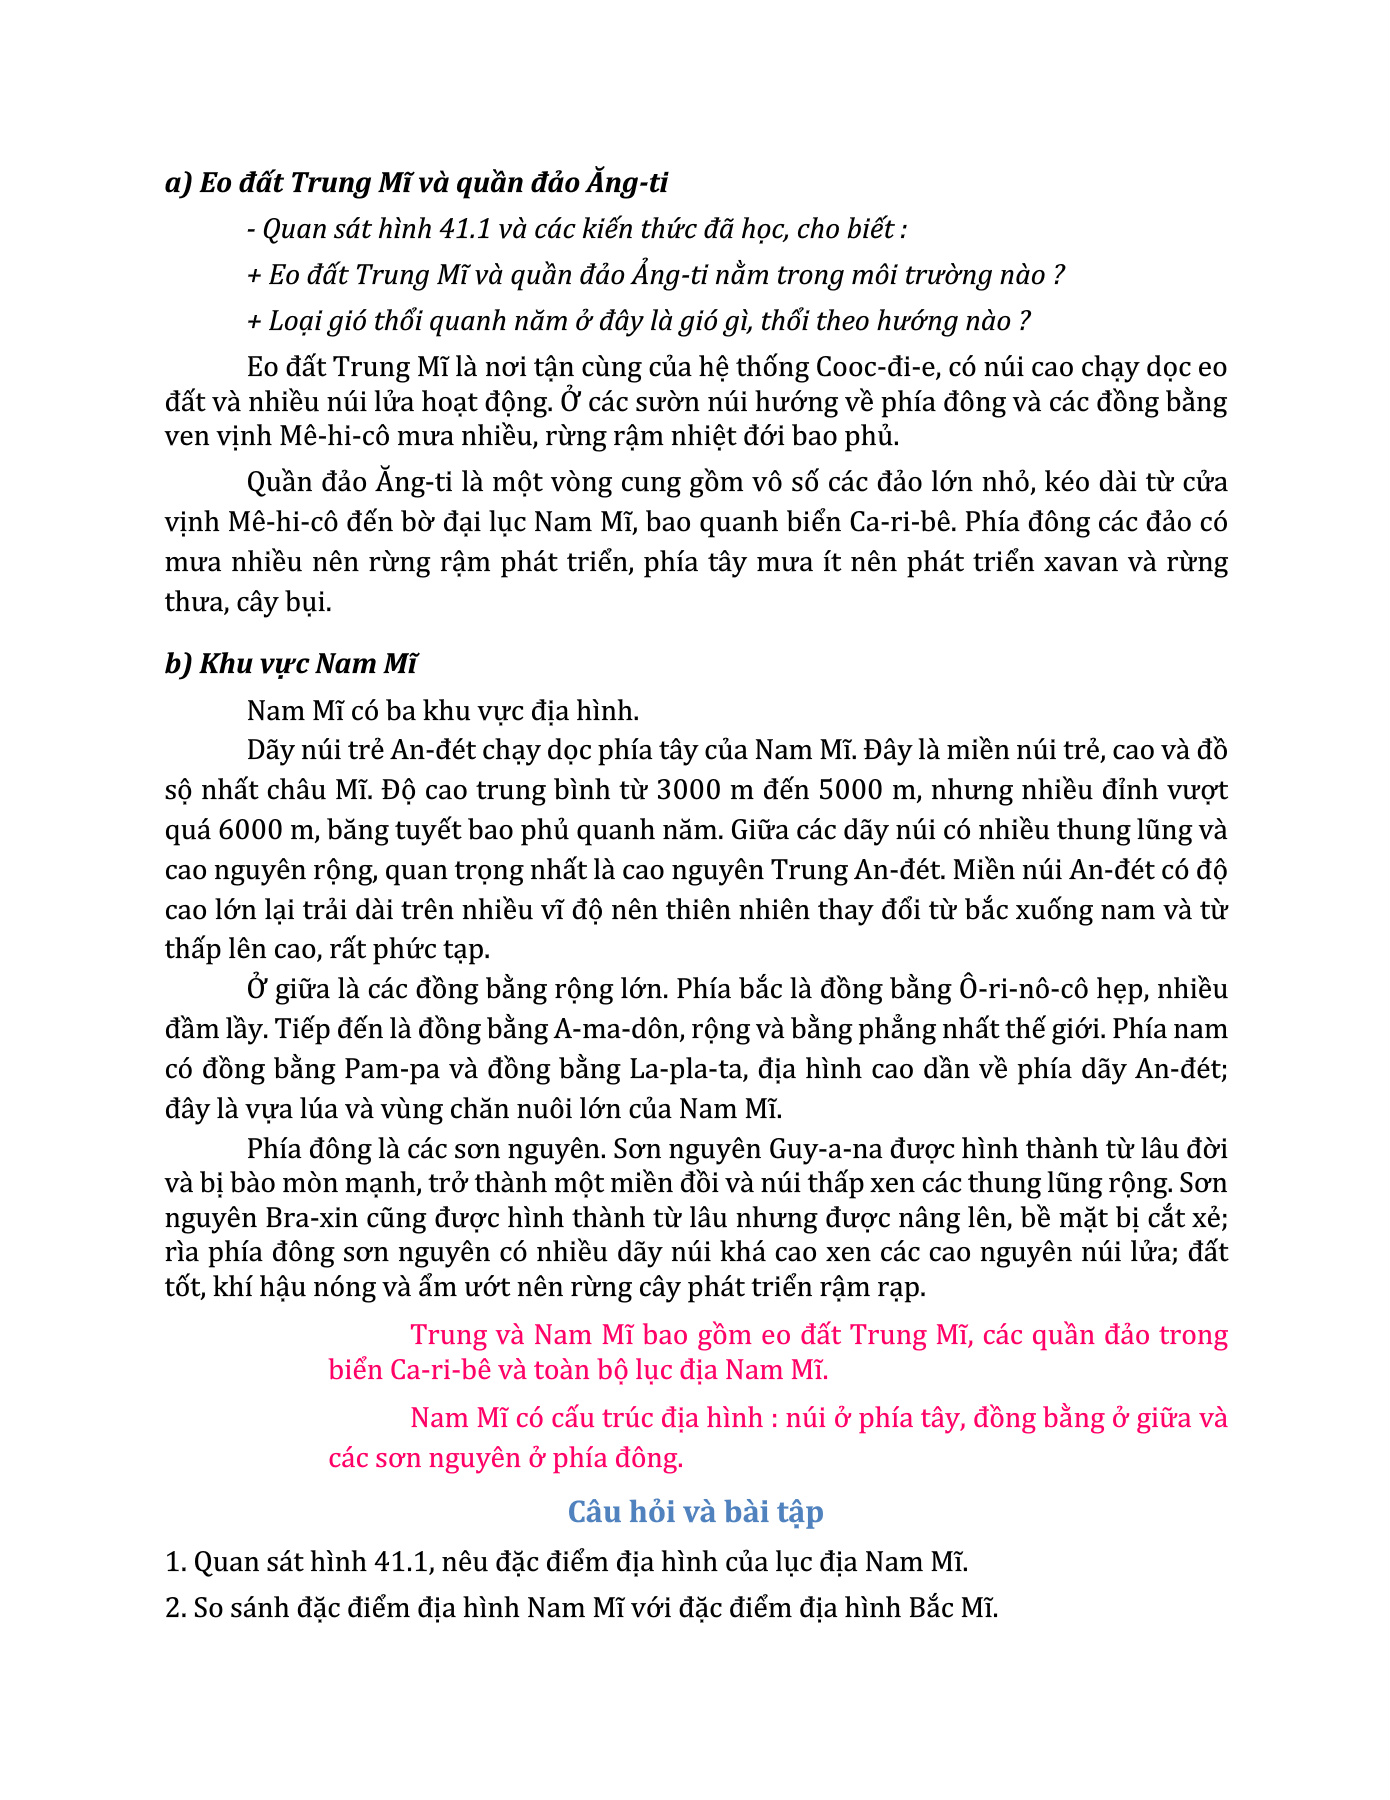 a) Eo đất Trung Mĩ và quần đảo Ăng-ti
- Quan sát hình 41.1 và các kiến thức đã học, cho biết :
+ Eo đất Trung Mĩ và quần đảo Ảng-ti nằm trong môi trường nào ?
+ Loại gió thổi quanh năm ở đây là gió gì, thổi theo hướng nào ?
Eo đất Trung Mĩ là nơi tận cùng của hệ thống Cooc-đi-e, có núi cao chạy dọc eo
đất và nhiều núi lửa hoạt động. Ở các sườn núi hướng về phía đông và các đồng bằng
ven vịnh Mê-hi-cô mưa nhiều, rừng rậm nhiệt đới bao phủ.
Quần đảo Ăng-ti là một vòng cung gồm vô số các đảo lớn nhỏ, kéo dài từ cửa
vịnh Mê-hi-cô đến bờ đại lục Nam Mĩ, bao quanh biển Ca-ri-bê. Phía đông các đảo có
mưa nhiều nên rừng rậm phát triển, phía tây mưa ít nên phát triển xavan và rừng
thưa, cây bụi.
b) Khu vực Nam Mĩ
Nam Mĩ có ba khu vực địa hình.
Dãy núi trẻ An-đét chạy dọc phía tây của Nam Mĩ. Đây là miền núi trẻ, cao và đồ
sộ nhất châu Mĩ. Độ cao trung bình từ 3000 m đến 5000 m, nhưng nhiều đỉnh vượt
quá 6000 m, băng tuyết bao phủ quanh năm. Giữa các dãy núi có nhiều thung lũng và
cao nguyên rộng, quan trọng nhất là cao nguyên Trung An-đét. Miền núi An-đét có độ
cao lớn lại trải dài trên nhiều vĩ độ nên thiên nhiên thay đổi từ bắc xuống nam và từ
thấp lên cao, rất phức tạp.
Ở giữa là các đồng bằng rộng lớn. Phía bắc là đồng bằng Ô-ri-nô-cô hẹp, nhiều
đầm lầy. Tiếp đến là đồng bằng A-ma-dôn, rộng và bằng phẳng nhất thế giới. Phía nam
có đồng bằng Pam-pa và đồng bằng La-pla-ta, địa hình cao dần về phía dãy An-đét;
đây là vựa lúa và vùng chăn nuôi lớn của Nam Mĩ.
Phía đông là các sơn nguyên. Sơn nguyên Guy-a-na được hình thành từ lâu đời
và bị bào mòn mạnh, trở thành một miền đồi và núi thấp xen các thung lũng rộng. Sơn
nguyên Bra-xin cũng được hình thành từ lâu nhưng được nâng lên, bề mặt bị cắt xẻ;
rìa phía đông sơn nguyên có nhiều dãy núi khá cao xen các cao nguyên núi lửa; đất
tốt, khí hậu nóng và ẩm ướt nên rừng cây phát triển rậm rạp.
Trung và Nam Mĩ bao gồm eo đất Trung Mĩ, các quần đảo trong
biển Ca-ri-bê và toàn bộ lục địa Nam Mĩ.
Nam Mĩ có cấu trúc địa hình : núi ở phía tây, đồng bằng ở giữa và
các sơn nguyên ở phía đông.
Câu hỏi và bài tập
1. Quan sát hình 41.1, nêu đặc điểm địa hình của lục địa Nam Mĩ.
2. So sánh đặc điểm địa hình Nam Mĩ với đặc điểm địa hình Bắc Mĩ.